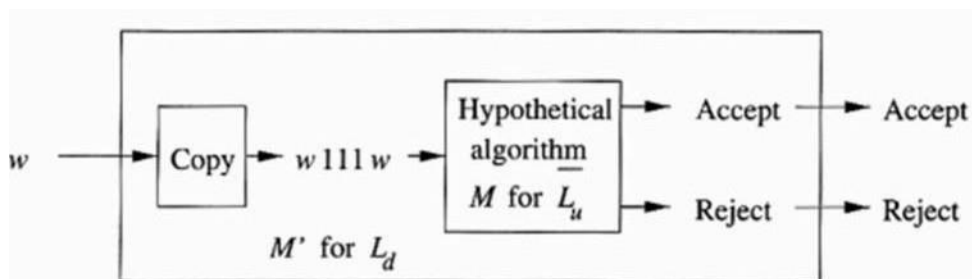 w
Copy
w 111 w
Hypothetical
algorithm
M for L̅u
Accept
Accept
Reject
Reject
M' for Ld